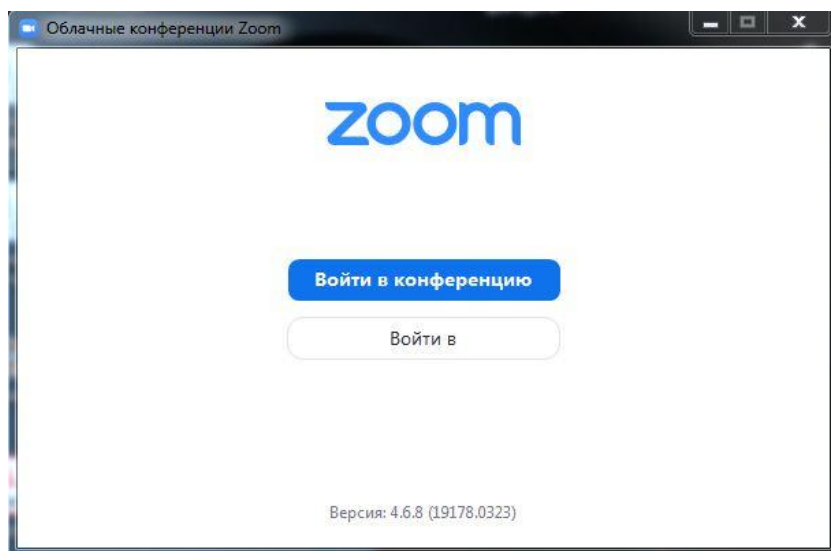 Облачные конференции Zoom
zoom
Войти в конференцию
Войти в
Версия: 4.6.8 (19178.0323)